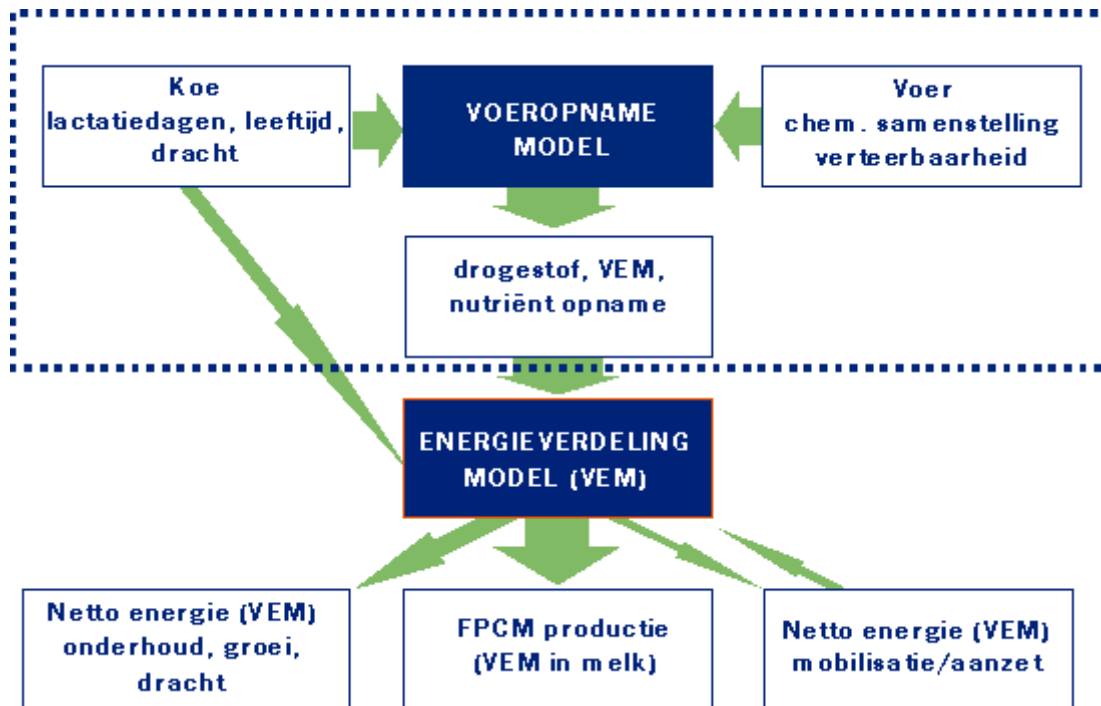 Koe
lactatiedagen, leeftijd,
dracht
VOEROPNAME
MODEL
Voer
chem. samenstelling
verteerbaarheid
drogestof, VEM,
nutriënt opname
ENERGIEVERDELING
MODEL (VEM)
Netto energie (VEM)
onderhoud, groei,
dracht
FPCM productie
(VEM in melk)
Netto energie (VEM)
mobilisatie/aanzet